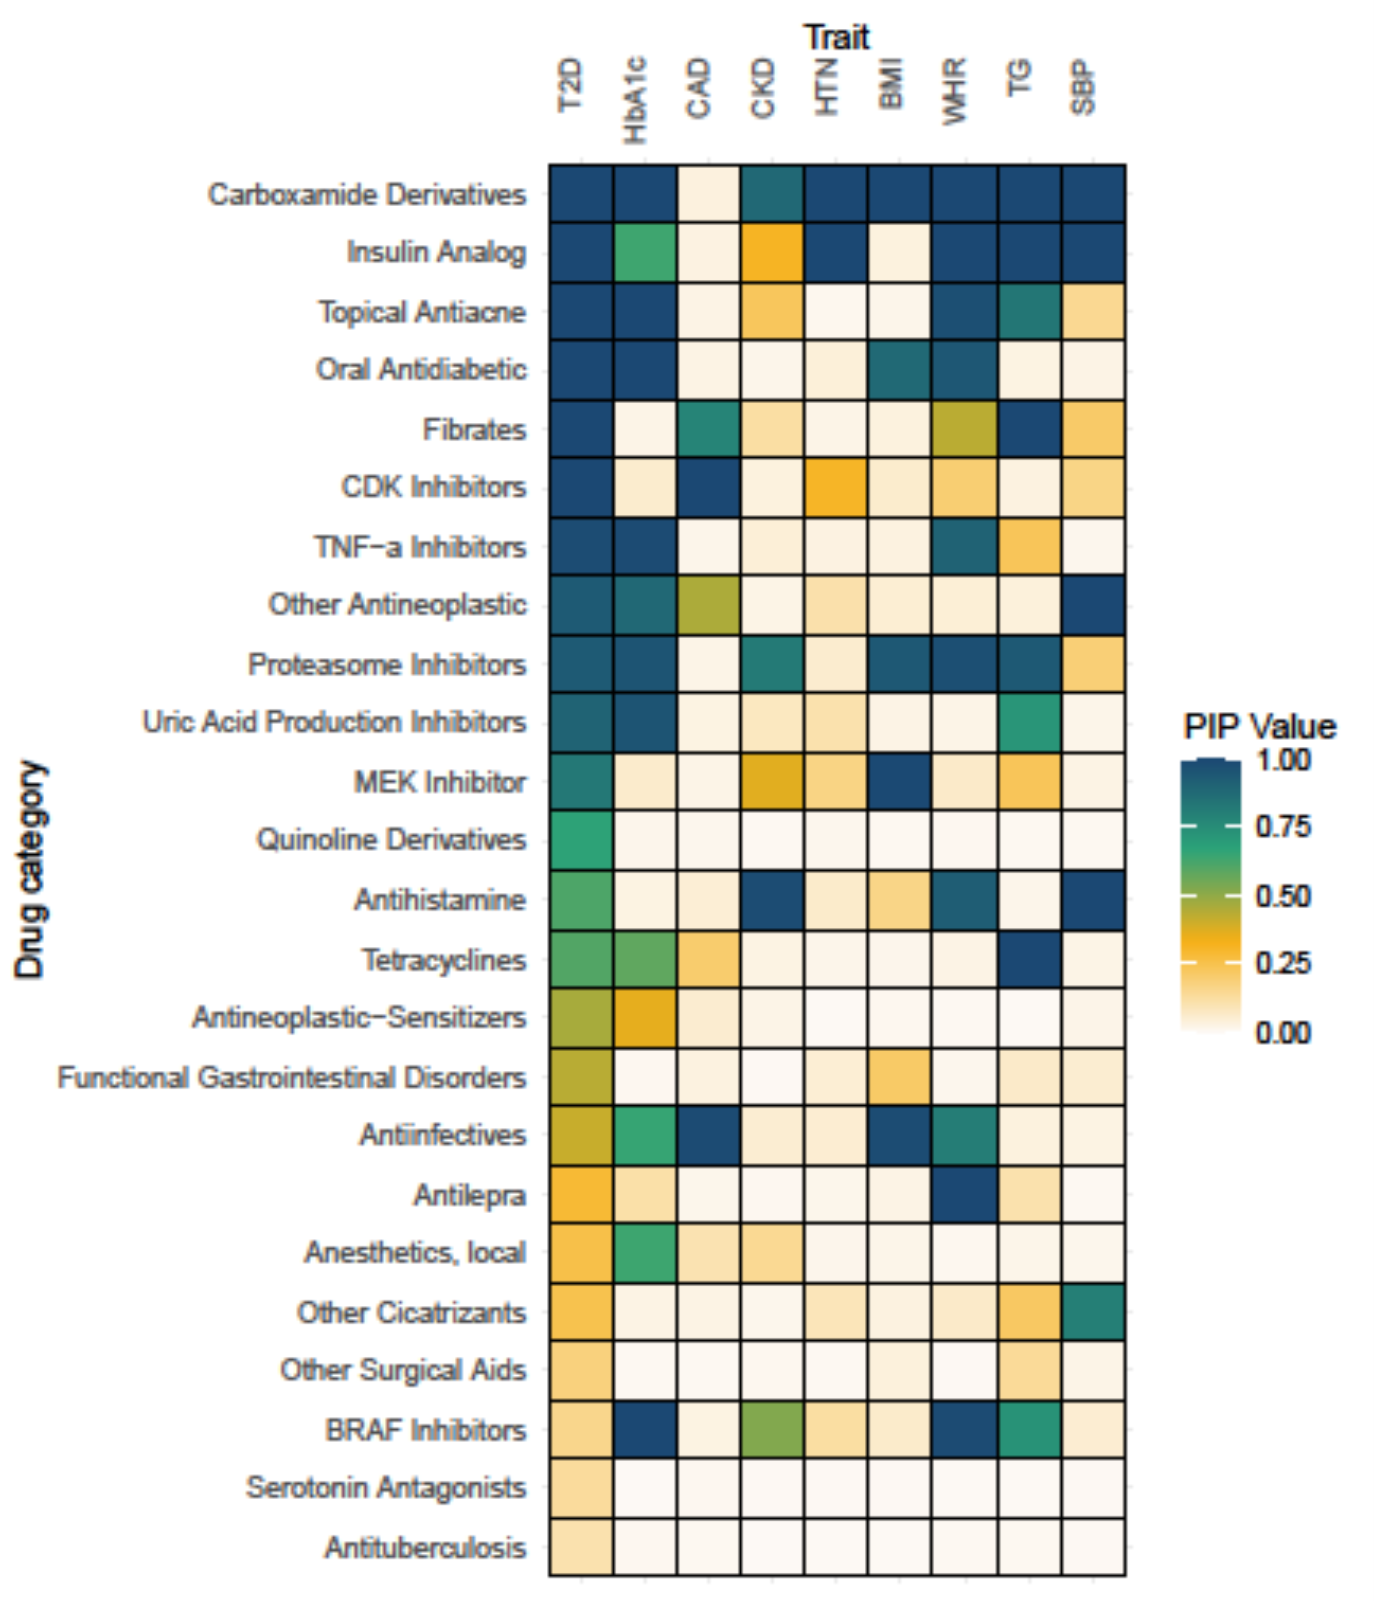 Trait
T2D
HbA1c
CAD
CKD
HTN
BMI
WHR
TG
SBP
Drug category
Carboxamide Derivatives
Insulin Analog
Topical Antiacne
Oral Antidiabetic
Fibrates
CDK Inhibitors
TNF−a Inhibitors
Other Antineoplastic
Proteasome Inhibitors
Uric Acid Production Inhibitors
MEK Inhibitor
Quinoline Derivatives
Antihistamine
Tetracyclines
Antineoplastic−Sensitizers
Functional Gastrointestinal Disorders
Antiinfectives
Antilepra
Anesthetics, local
Other Cicatrizants
Other Surgical Aids
BRAF Inhibitors
Serotonin Antagonists
Antituberculosis
PIP Value
1.00
0.75
0.50
0.25
0.00